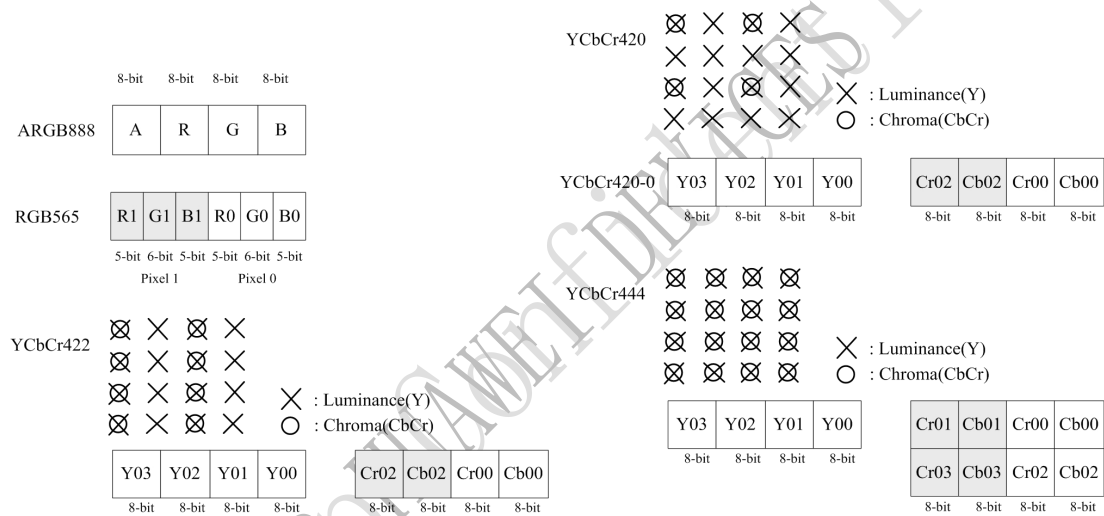 8-bit 8-bit 8-bit 8-bit
ARGB888 A R G B
RGB565 R1 G1 B1 R0 G0 B0
5-bit 6-bit 5-bit 5-bit 6-bit 5-bit
Pixel 1 Pixel 0
YCbCr422
: Luminance(Y)
: Chroma(CbCr)
Y03 Y02 Y01 Y00 Cr02 Cb02 Cr00 Cb00
8-bit 8-bit 8-bit 8-bit 8-bit 8-bit 8-bit 8-bit
YCbCr420
: Luminance(Y)
: Chroma(CbCr)
YCbCr420-0 Y03 Y02 Y01 Y00 Cr02 Cb02 Cr00 Cb00
8-bit 8-bit 8-bit 8-bit 8-bit 8-bit 8-bit 8-bit
YCbCr444
: Luminance(Y)
: Chroma(CbCr)
Y03 Y02 Y01 Y00 Cr01 Cb01 Cr00 Cb00
8-bit 8-bit 8-bit 8-bit
Cr03 Cb03 Cr02 Cb02
8-bit 8-bit 8-bit 8-bit
HUAWEI DEVICES